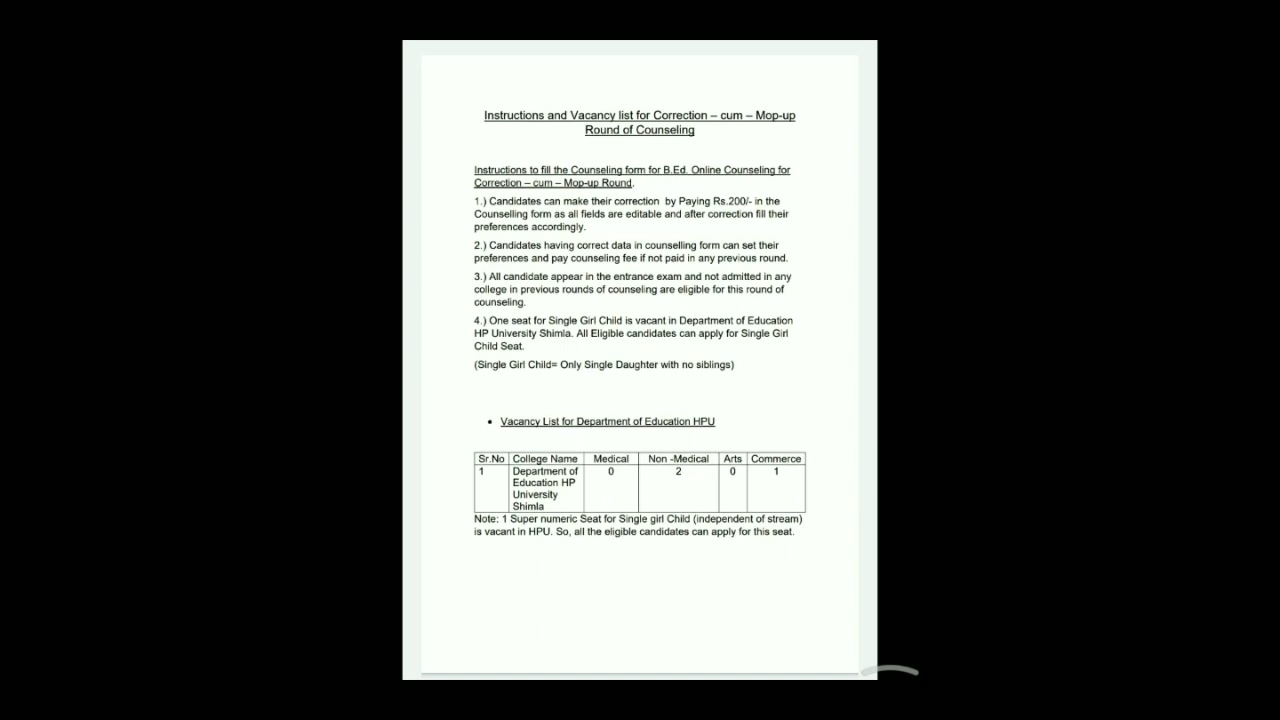 Instructions and Vacancy list for Correction – cum – Mop-up
Round of Counseling
Instructions to fill the Counseling form for B.Ed. Online Counseling for
Correction – cum – Mop-up Round.
1.) Candidates can make their correction by Paying Rs.200/- in the
Counselling form as all fields are editable and after correction fill their
preferences accordingly.
2.) Candidates having correct data in counselling form can set their
preferences and pay counseling fee if not paid in any previous round.
3.) All candidate appear in the entrance exam and not admitted in any
college in previous rounds of counseling are eligible for this round of
counseling.
4.) One seat for Single Girl Child is vacant in Department of Education
HP University Shimla. All Eligible candidates can apply for Single Girl
Child Seat.
(Single Girl Child= Only Single Daughter with no siblings)
• Vacancy List for Department of Education HPU
Sr.No College Name Medical Non -Medical Arts Commerce
1 Department of 0 2 0 1
Education HP
University
Shimla
Note: 1 Super numeric Seat for Single girl Child (independent of stream)
is vacant in HPU. So, all the eligible candidates can apply for this seat.